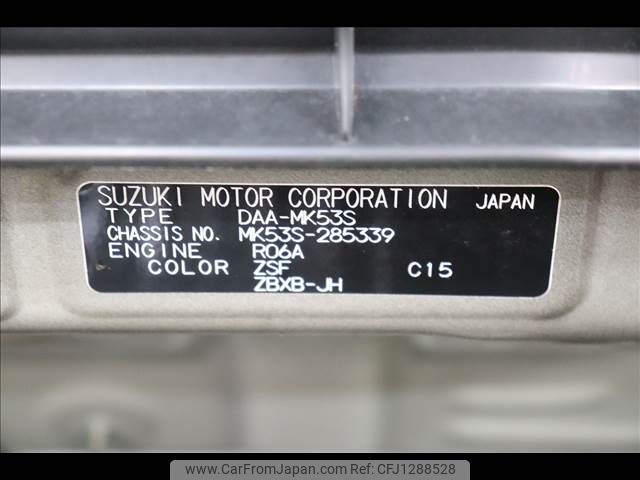 SUZUKI MOTOR CORPORATION JAPAN
TYPE DAA-MK53S
CHASSIS NO. MK53S-285339
ENGINE R06A
COLOR ZSF C15
ZBXB-JH
www.CarFromJapan.com | CFJ1288528